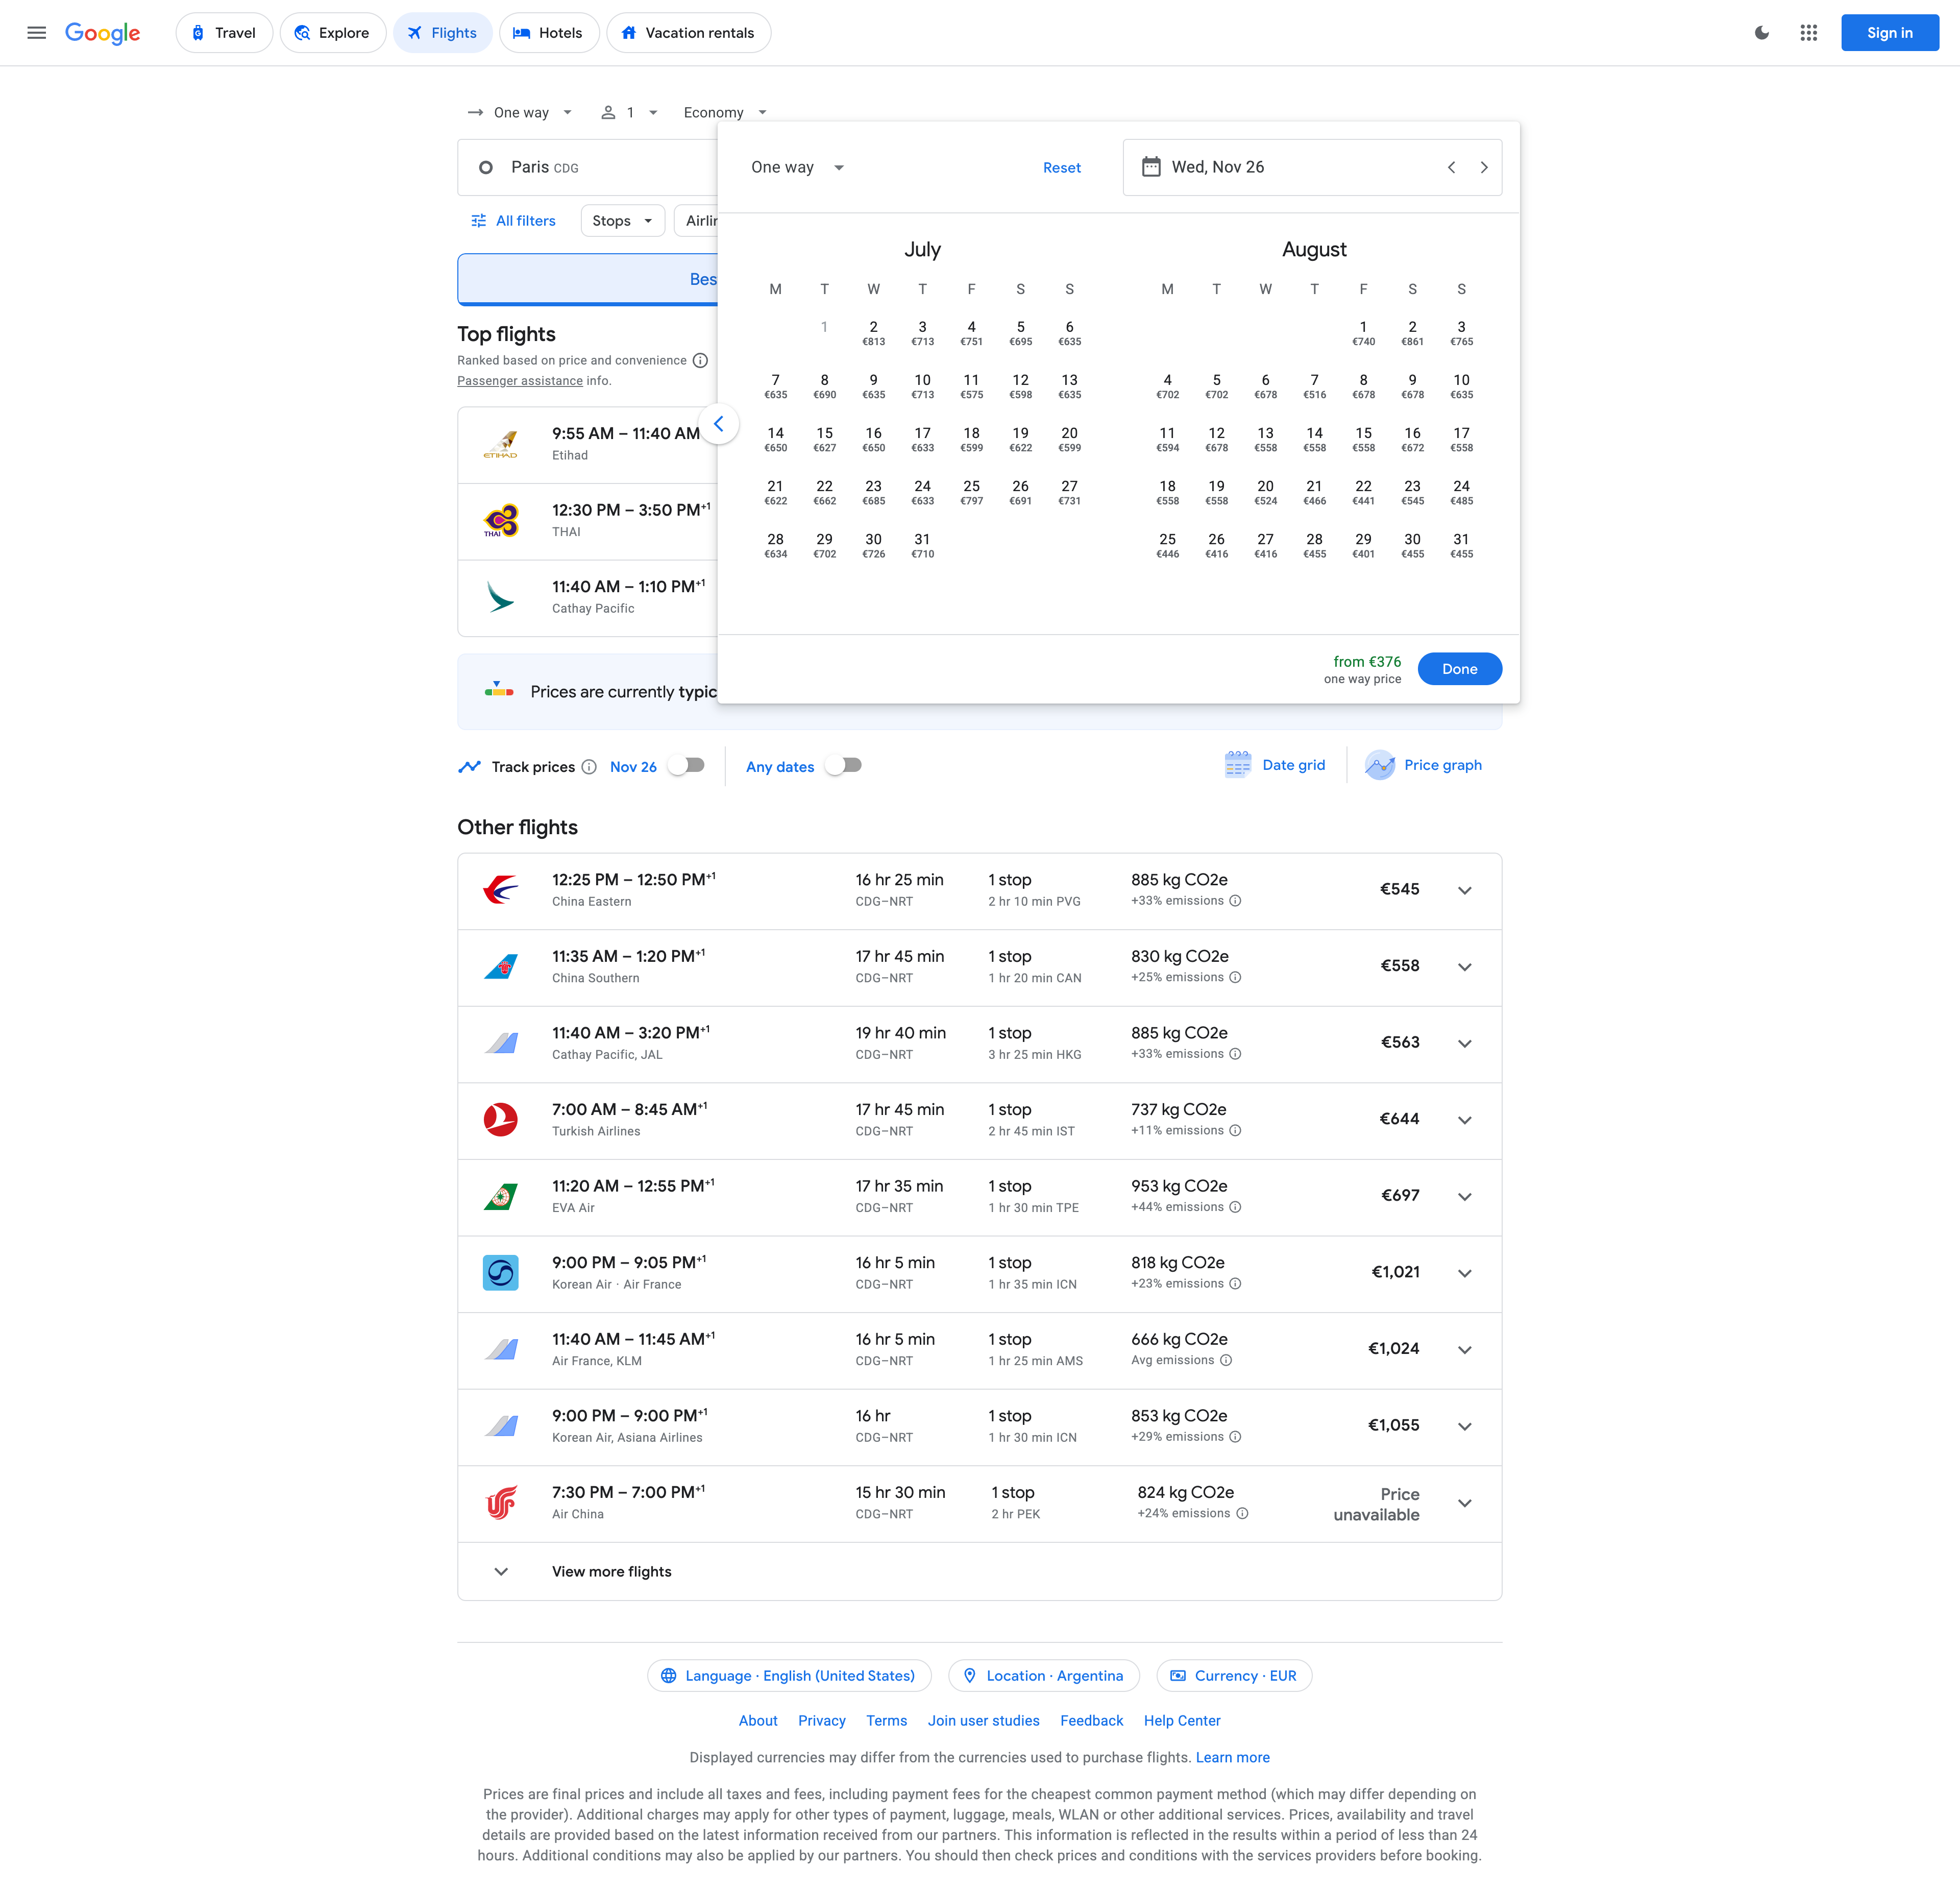 Google
Travel
Explore
Flights
Hotels
Vacation rentals
Sign in
One way
1
Economy
Paris CDG
One way
Reset
Wed, Nov 26
All filters
Stops
Airlin
Bes
July
M T W T F S S
1 2 3 4 5 6
€813 €713 €751 €695 €635
7 8 9 10 11 12 13
€635 €690 €635 €713 €575 €598 €635
14 15 16 17 18 19 20
€650 €627 €650 €633 €599 €622 €599
21 22 23 24 25 26 27
€622 €662 €685 €633 €797 €691 €731
28 29 30 31
€634 €702 €726 €710
August
M T W T F S S
1 2 3
€740 €861 €765
4 5 6 7 8 9 10
€702 €702 €678 €516 €678 €678 €635
11 12 13 14 15 16 17
€594 €678 €558 €558 €558 €672 €558
18 19 20 21 22 23 24
€558 €558 €524 €466 €441 €545 €485
25 26 27 28 29 30 31
€446 €416 €416 €455 €401 €455 €455
from €376
one way price
Done
Top flights
Ranked based on price and convenience
Passenger assistance info.
ETIHAD
9:55 AM – 11:40 AM
Etihad
THAI
12:30 PM – 3:50 PM+1
THAI
11:40 AM – 1:10 PM+1
Cathay Pacific
Prices are currently typic
Track prices
Nov 26
Any dates
Date grid
Price graph
Other flights
12:25 PM – 12:50 PM+1 16 hr 25 min 1 stop 885 kg CO2e €545
China Eastern CDG–NRT 2 hr 10 min PVG +33% emissions
11:35 AM – 1:20 PM+1 17 hr 45 min 1 stop 830 kg CO2e €558
China Southern CDG–NRT 1 hr 20 min CAN +25% emissions
11:40 AM – 3:20 PM+1 19 hr 40 min 1 stop 885 kg CO2e €563
Cathay Pacific, JAL CDG–NRT 3 hr 25 min HKG +33% emissions
7:00 AM – 8:45 AM+1 17 hr 45 min 1 stop 737 kg CO2e €644
Turkish Airlines CDG–NRT 2 hr 45 min IST +11% emissions
11:20 AM – 12:55 PM+1 17 hr 35 min 1 stop 953 kg CO2e €697
EVA Air CDG–NRT 1 hr 30 min TPE +44% emissions
9:00 PM – 9:05 PM+1 16 hr 5 min 1 stop 818 kg CO2e €1,021
Korean Air · Air France CDG–NRT 1 hr 35 min ICN +23% emissions
11:40 AM – 11:45 AM+1 16 hr 5 min 1 stop 666 kg CO2e €1,024
Air France, KLM CDG–NRT 1 hr 25 min AMS Avg emissions
9:00 PM – 9:00 PM+1 16 hr 1 stop 853 kg CO2e €1,055
Korean Air, Asiana Airlines CDG–NRT 1 hr 30 min ICN +29% emissions
7:30 PM – 7:00 PM+1 15 hr 30 min 1 stop 824 kg CO2e Price
Air China CDG–NRT 2 hr PEK +24% emissions unavailable
View more flights
Language · English (United States)
Location · Argentina
Currency · EUR
About Privacy Terms Join user studies Feedback Help Center
Displayed currencies may differ from the currencies used to purchase flights. Learn more
Prices are final prices and include all taxes and fees, including payment fees for the cheapest common payment method (which may differ depending on
the provider). Additional charges may apply for other types of payment, luggage, meals, WLAN or other additional services. Prices, availability and travel
details are provided based on the latest information received from our partners. This information is reflected in the results within a period of less than 24
hours. Additional conditions may also be applied by our partners. You should then check prices and conditions with the services providers before booking.